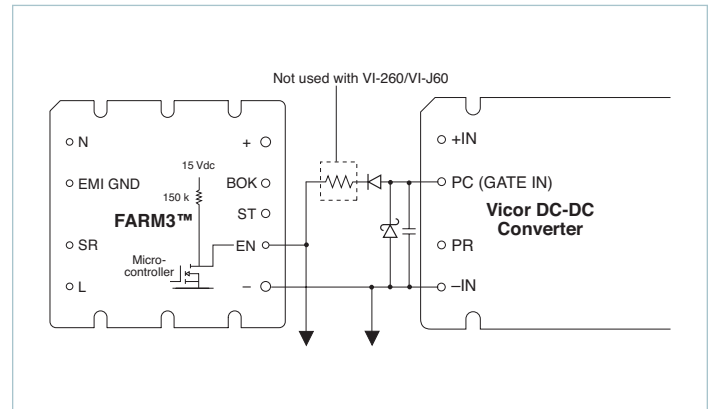 Not used with VI-260/VI-J60
N
EMI GND
SR
L
15 Vdc
150 k
FARM3™
Micro-
controller
+
BOK
ST
EN
–
+IN
PC (GATE IN)
Vicor DC-DC
Converter
PR
–IN